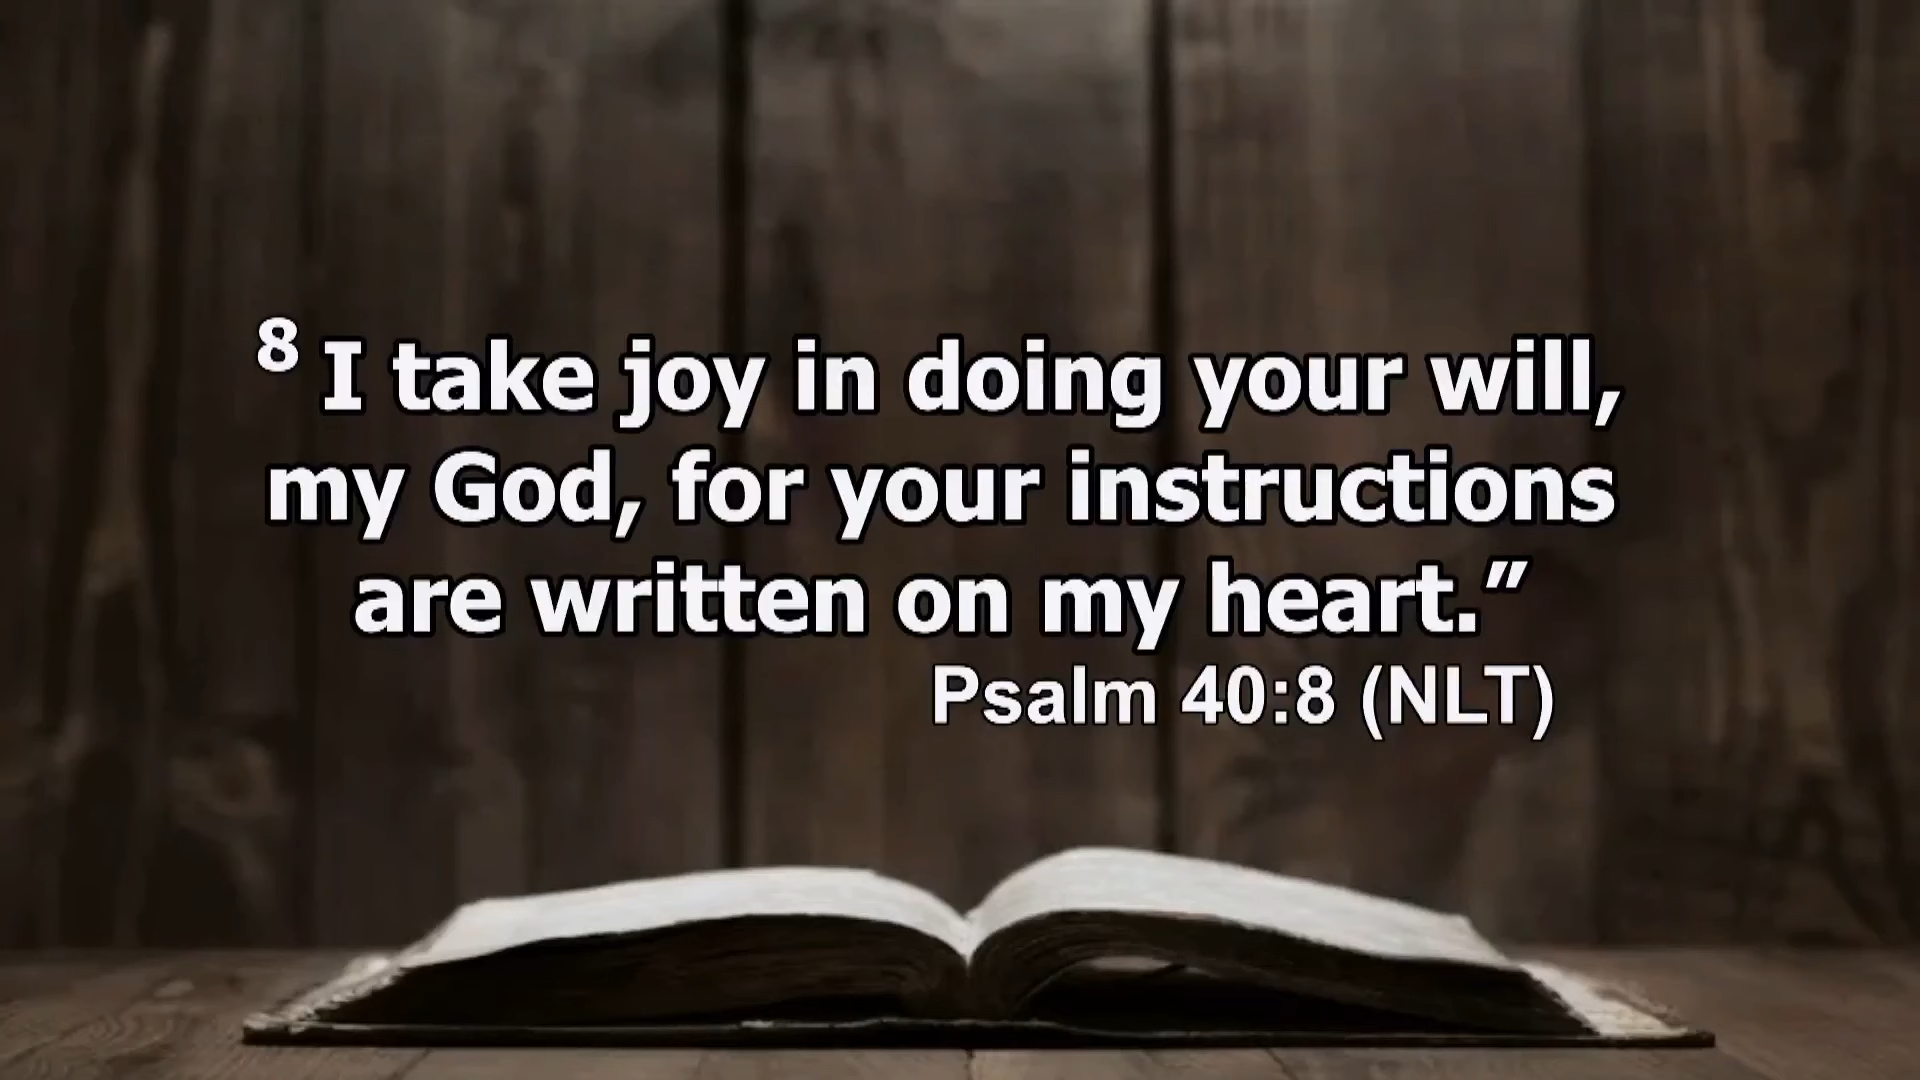 8 I take joy in doing your will,
my God, for your instructions
are written on my heart.”
Psalm 40:8 (NLT)